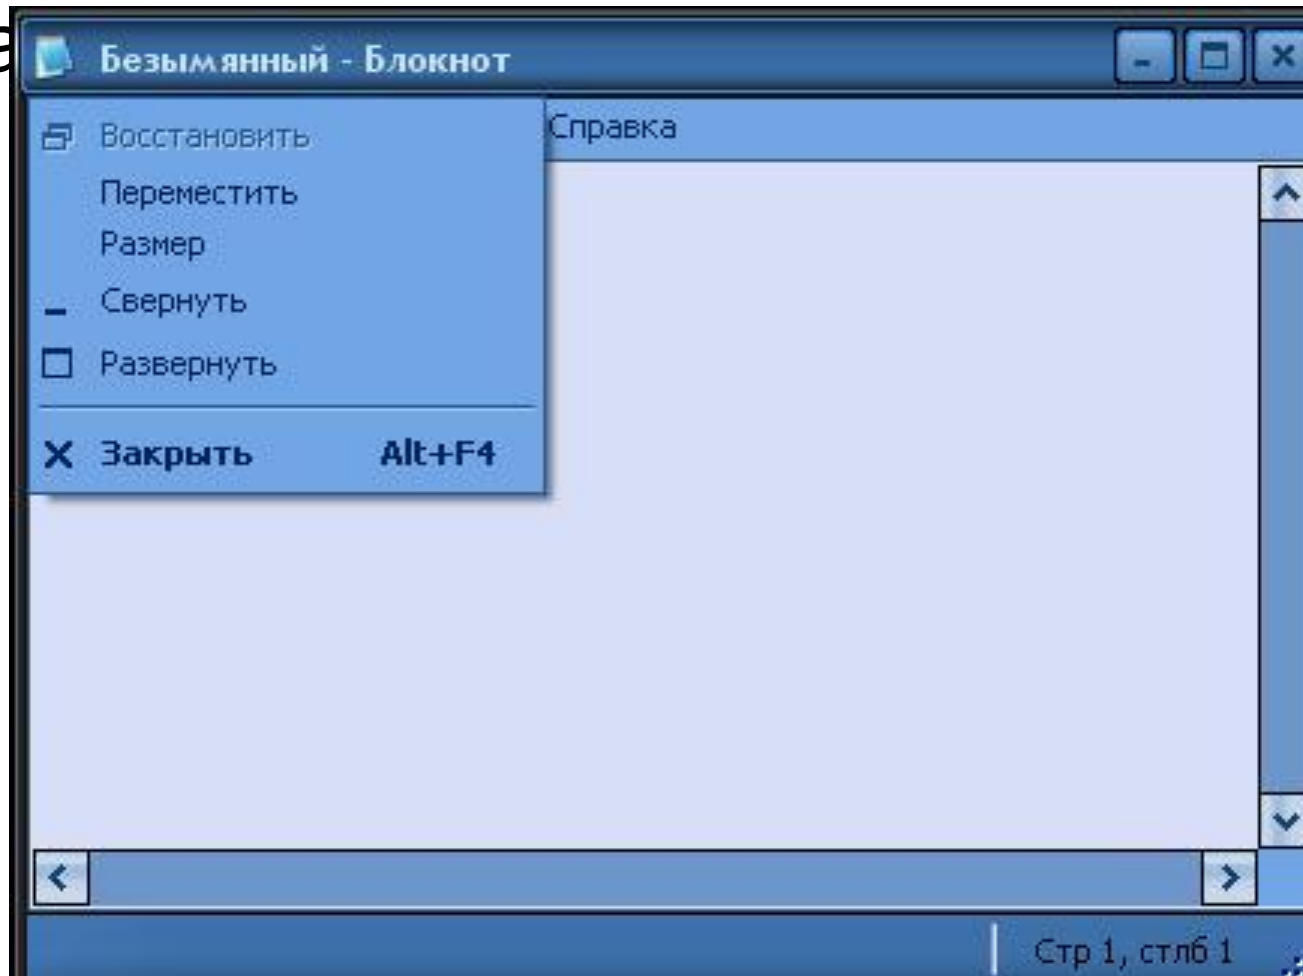 Безымянный - Блокнот
Справка
Восстановить
Переместить
Размер
Свернуть
Развернуть
Закрыть Alt+F4
Стр 1, стлб 1